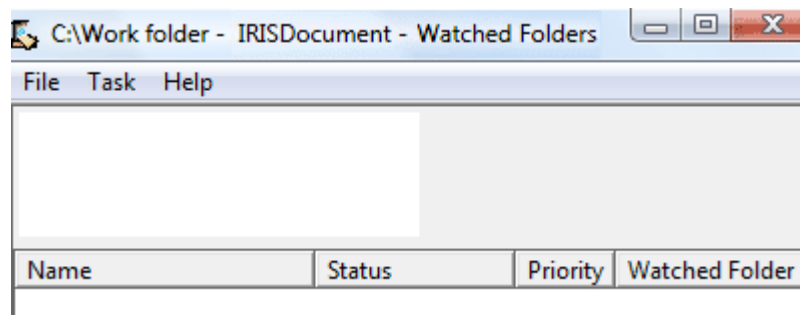 C:\Work folder - IRISDocument - Watched Folders
File Task Help
Name Status Priority Watched Folder